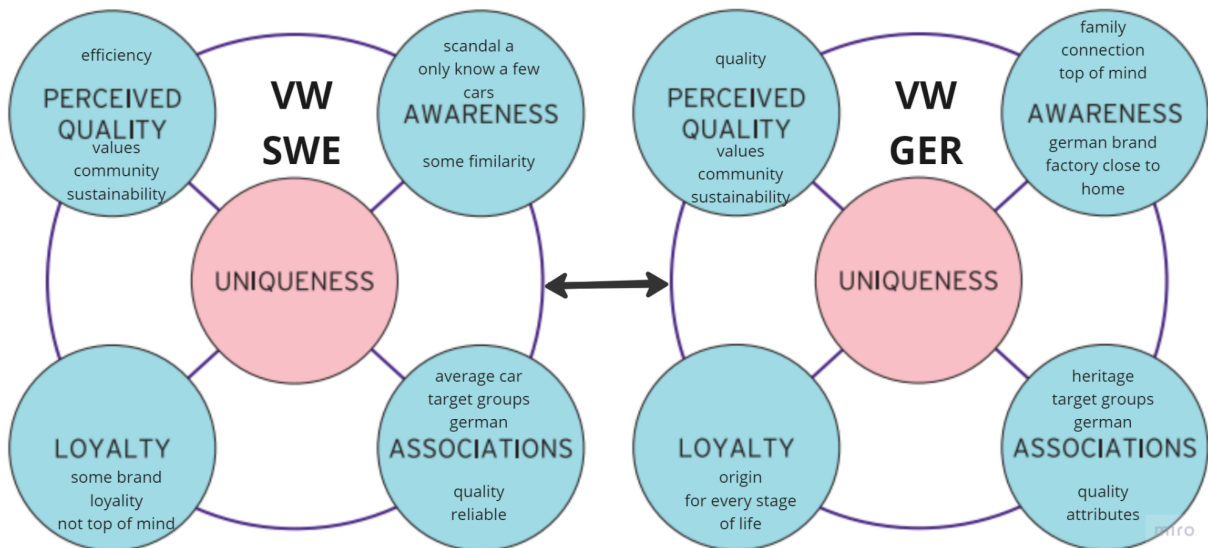 efficiency
PERCEIVED
QUALITY
values
community
sustainability
VW
SWE
scandal a
only know a few
cars
AWARENESS
some fimilarity
UNIQUENESS
LOYALTY
some brand
loyality
not top of mind
average car
target groups
german
ASSOCIATIONS
quality
reliable
quality
PERCEIVED
QUALITY
values
community
sustainability
VW
GER
family
connection
top of mind
AWARENESS
german brand
factory close to
home
UNIQUENESS
LOYALTY
origin
for every stage
of life
heritage
target groups
german
ASSOCIATIONS
quality
attributes
miro